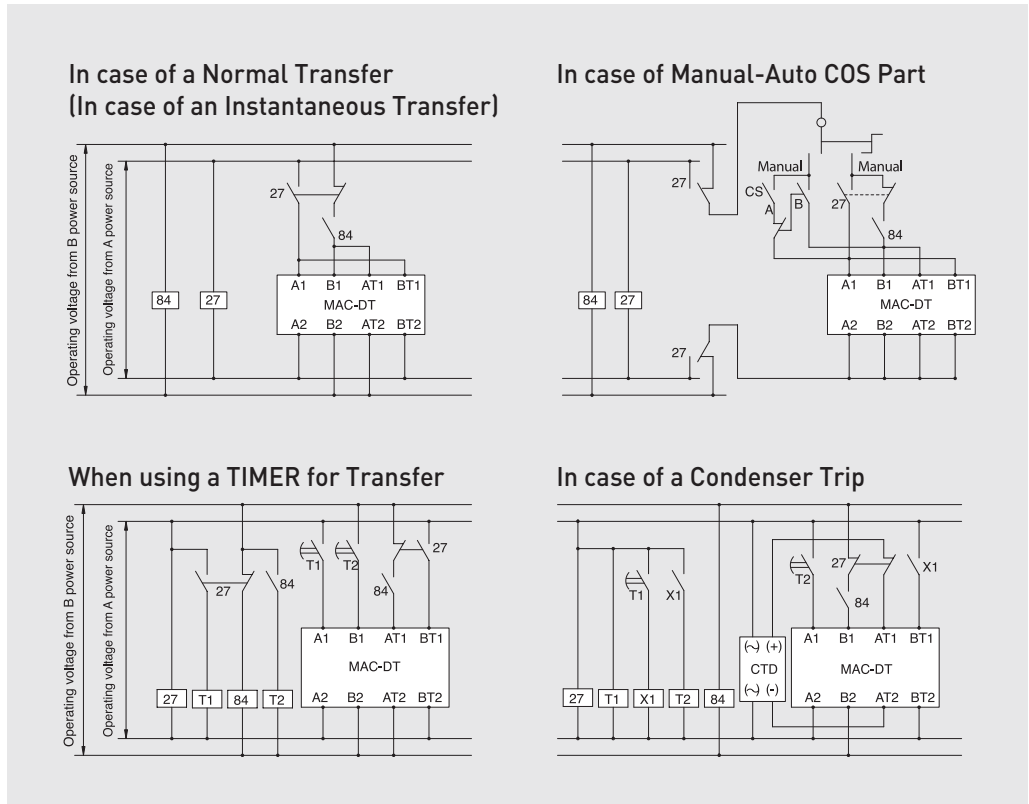 In case of a Normal Transfer
(In case of an Instantaneous Transfer)
Operating voltage from B power source
Operating voltage from A power source
27
84
84
27
A1 B1 AT1 BT1
MAC-DT
A2 B2 AT2 BT2
In case of Manual-Auto COS Part
Manual Manual
27
CS
A
B
27
84
84
27
A1 B1 AT1 BT1
MAC-DT
A2 B2 AT2 BT2
27
When using a TIMER for Transfer
Operating voltage from B power source
Operating voltage from A power source
27
84
T1
T2
84
27
A1 B1 AT1 BT1
MAC-DT
A2 B2 AT2 BT2
27 T1 84 T2
In case of a Condenser Trip
T1
X1
T2
27
84
X1
A1 B1 AT1 BT1
(~) (+)
CTD
(~) (-)
MAC-DT
A2 B2 AT2 BT2
27 T1 X1 T2 84